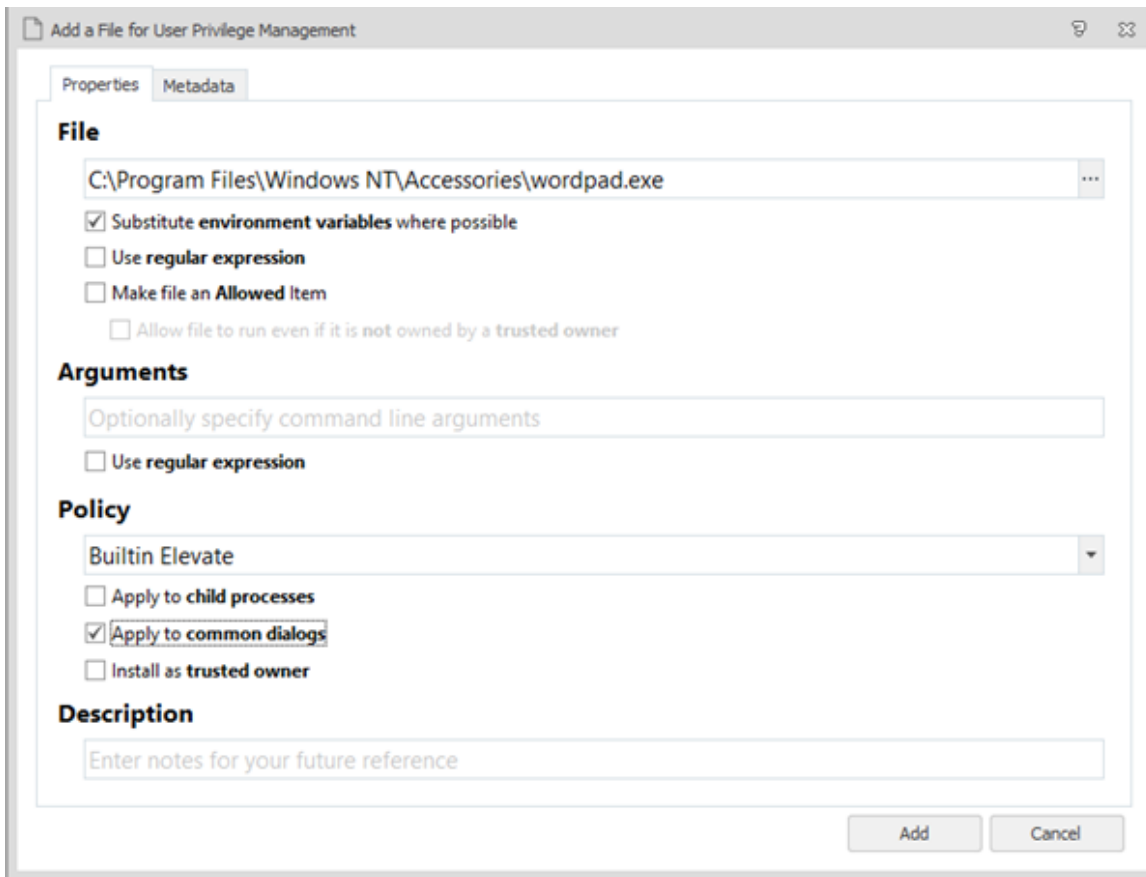 Add a File for User Privilege Management
Properties Metadata
File
C:\Program Files\Windows NT\Accessories\wordpad.exe
...
Substitute environment variables where possible
Use regular expression
Make file an Allowed Item
Allow file to run even if it is not owned by a trusted owner
Arguments
Optionally specify command line arguments
Use regular expression
Policy
Builtin Elevate
Apply to child processes
Apply to common dialogs
Install as trusted owner
Description
Enter notes for your future reference
Add Cancel